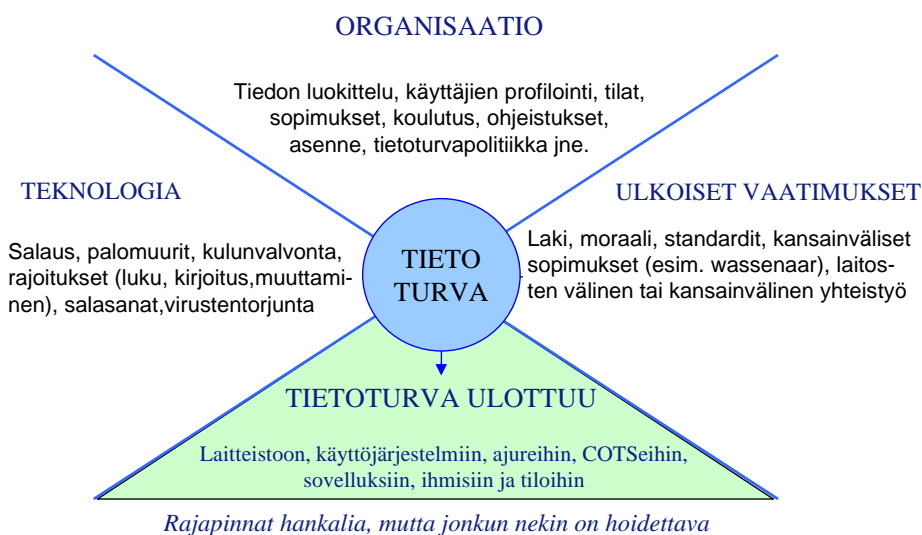 ORGANISAATIO
Tiedon luokittelu, käyttäjien profilointi, tilat,
sopimukset, koulutus, ohjeistukset,
asenne, tietoturvapolitiikka jne.
TEKNOLOGIA
Salaus, palomuurit, kulunvalvonta,
rajoitukset (luku, kirjoitus,muuttami-
nen), salasanat,virustentorjunta
TIETO
TURVA
ULKOISET VAATIMUKSET
Laki, moraali, standardit, kansainväliset
sopimukset (esim. wassenaar), laitos-
ten välinen tai kansainvälinen yhteistyö
TIETOTURVA ULOTTUU
Laitteistoon, käyttöjärjestelmiin, ajureihin, COTSeihin,
sovelluksiin, ihmisiin ja tiloihin
Rajapinnat hankalia, mutta jonkun nekin on hoidettava